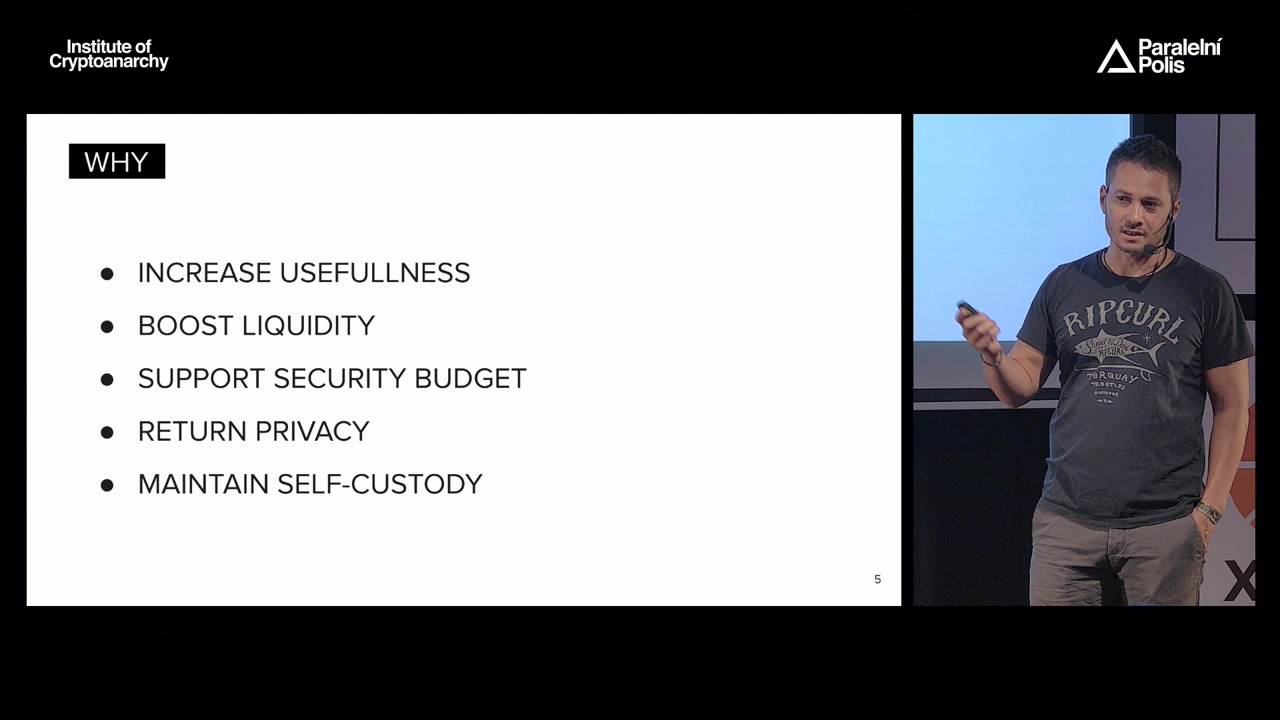 Institute of
Cryptoanarchy
Paralelní
Polis
WHY
● INCREASE USEFULLNESS
● BOOST LIQUIDITY
● SUPPORT SECURITY BUDGET
● RETURN PRIVACY
● MAINTAIN SELF-CUSTODY
5
RIPCURL
TORQUAY
TRESTLES
X